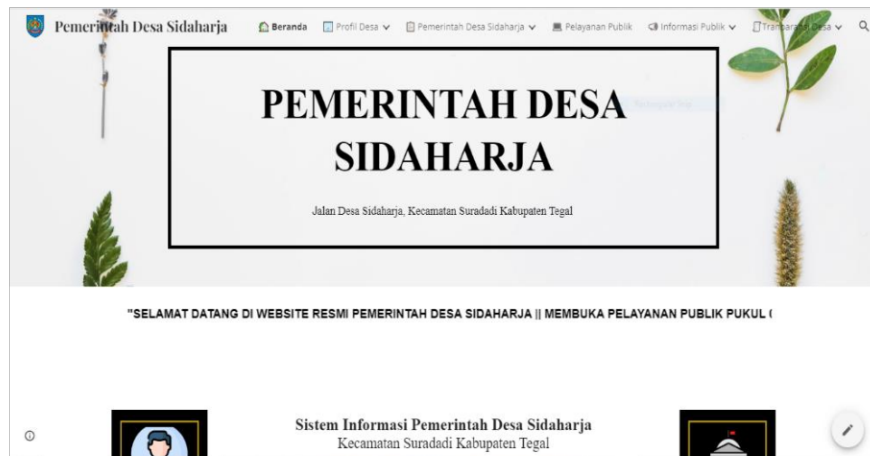 Pemerintah Desa Sidaharja
Beranda
Profil Desa
Pemerintah Desa Sidaharja
Pelayanan Publik
Informasi Publik
Tranparansi Desa
PEMERINTAH DESA
SIDAHARJA
Jalan Desa Sidaharja, Kecamatan Suradadi Kabupaten Tegal
"SELAMAT DATANG DI WEBSITE RESMI PEMERINTAH DESA SIDAHARJA || MEMBUKA PELAYANAN PUBLIK PUKUL
Sistem Informasi Pemerintah Desa Sidaharja
Kecamatan Suradadi Kabupaten Tegal